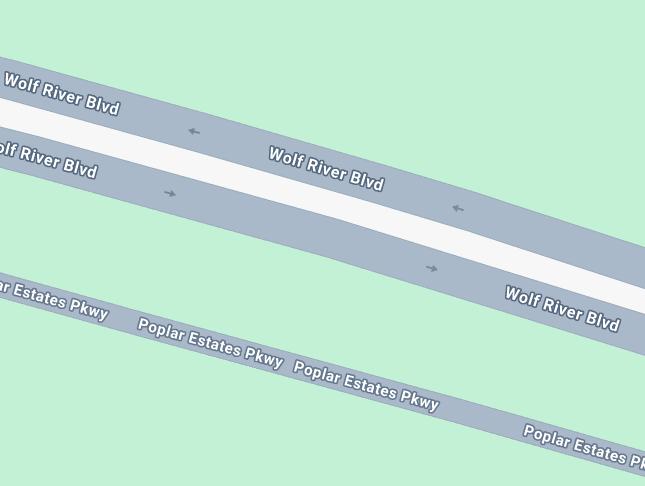 Wolf River Blvd
Wolf River Blvd
olf River Blvd
Wolf River Blvd
ar Estates Pkwy
Poplar Estates Pkwy
Poplar Estates Pkwy
Poplar Estates Pk